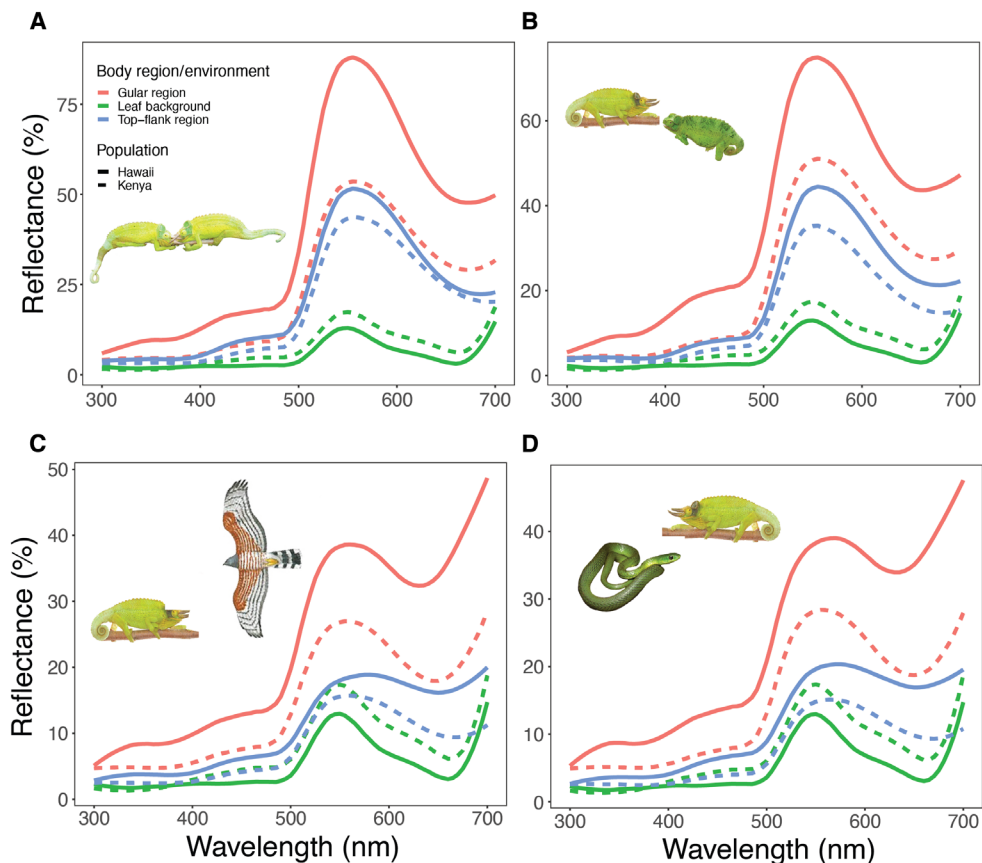 A
B
Reflectance (%)
75
50
25
0
300
400
500
600
700
Body region/environment
Gular region
Leaf background
Top–flank region
Population
Hawaii
Kenya
60
40
20
0
300
400
500
600
700
C
D
Reflectance (%)
50
40
30
20
10
0
300
400
500
600
700
Wavelength (nm)
40
30
20
10
0
300
400
500
600
700
Wavelength (nm)